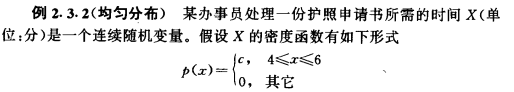 例 2.3.2(均匀分布) 某办事员处理一份护照申请书所需的时间 X(单
位:分)是一个连续随机变量。假设 X 的密度函数有如下形式
p(x)={c, 4≤x≤6
0, 其它